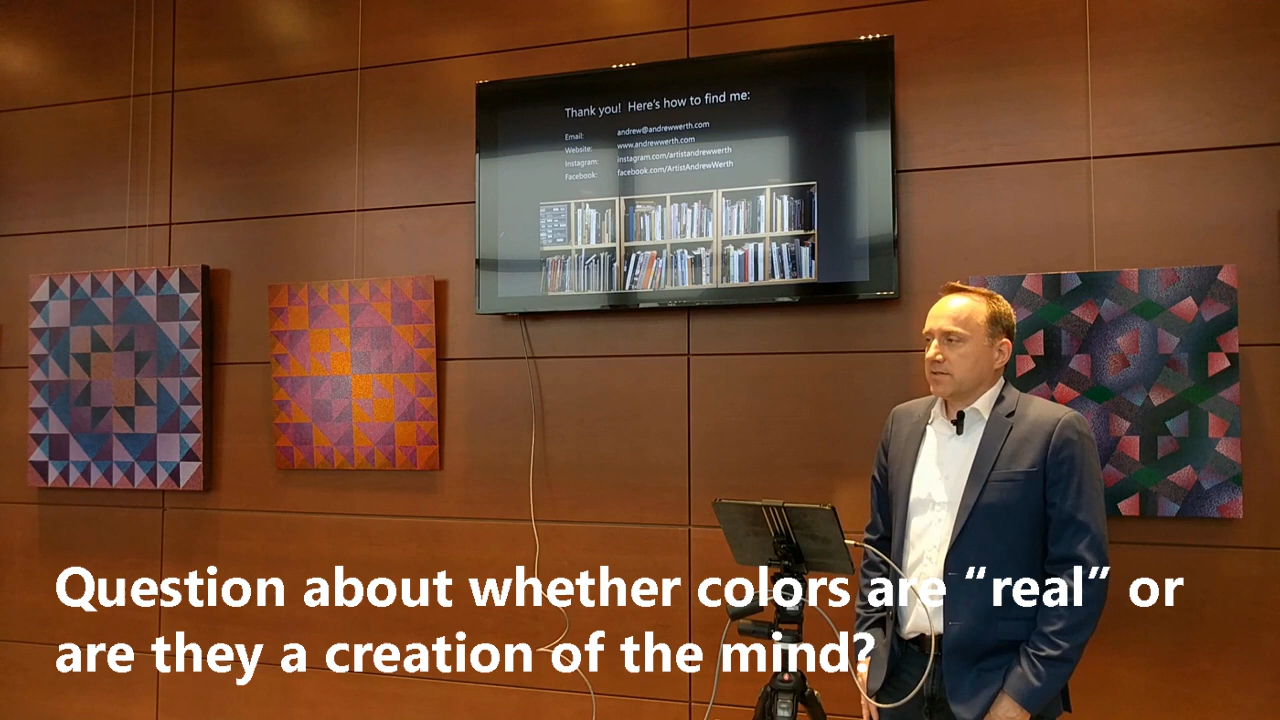 Thank you! Here's how to find me:
Email: andrew@andrewwerth.com
Website: www.andrewwerth.com
Instagram: instagram.com/artistandrewwerth
Facebook: facebook.com/ArtistAndrewWerth
Question about whether colors are “real” or
are they a creation of the mind?